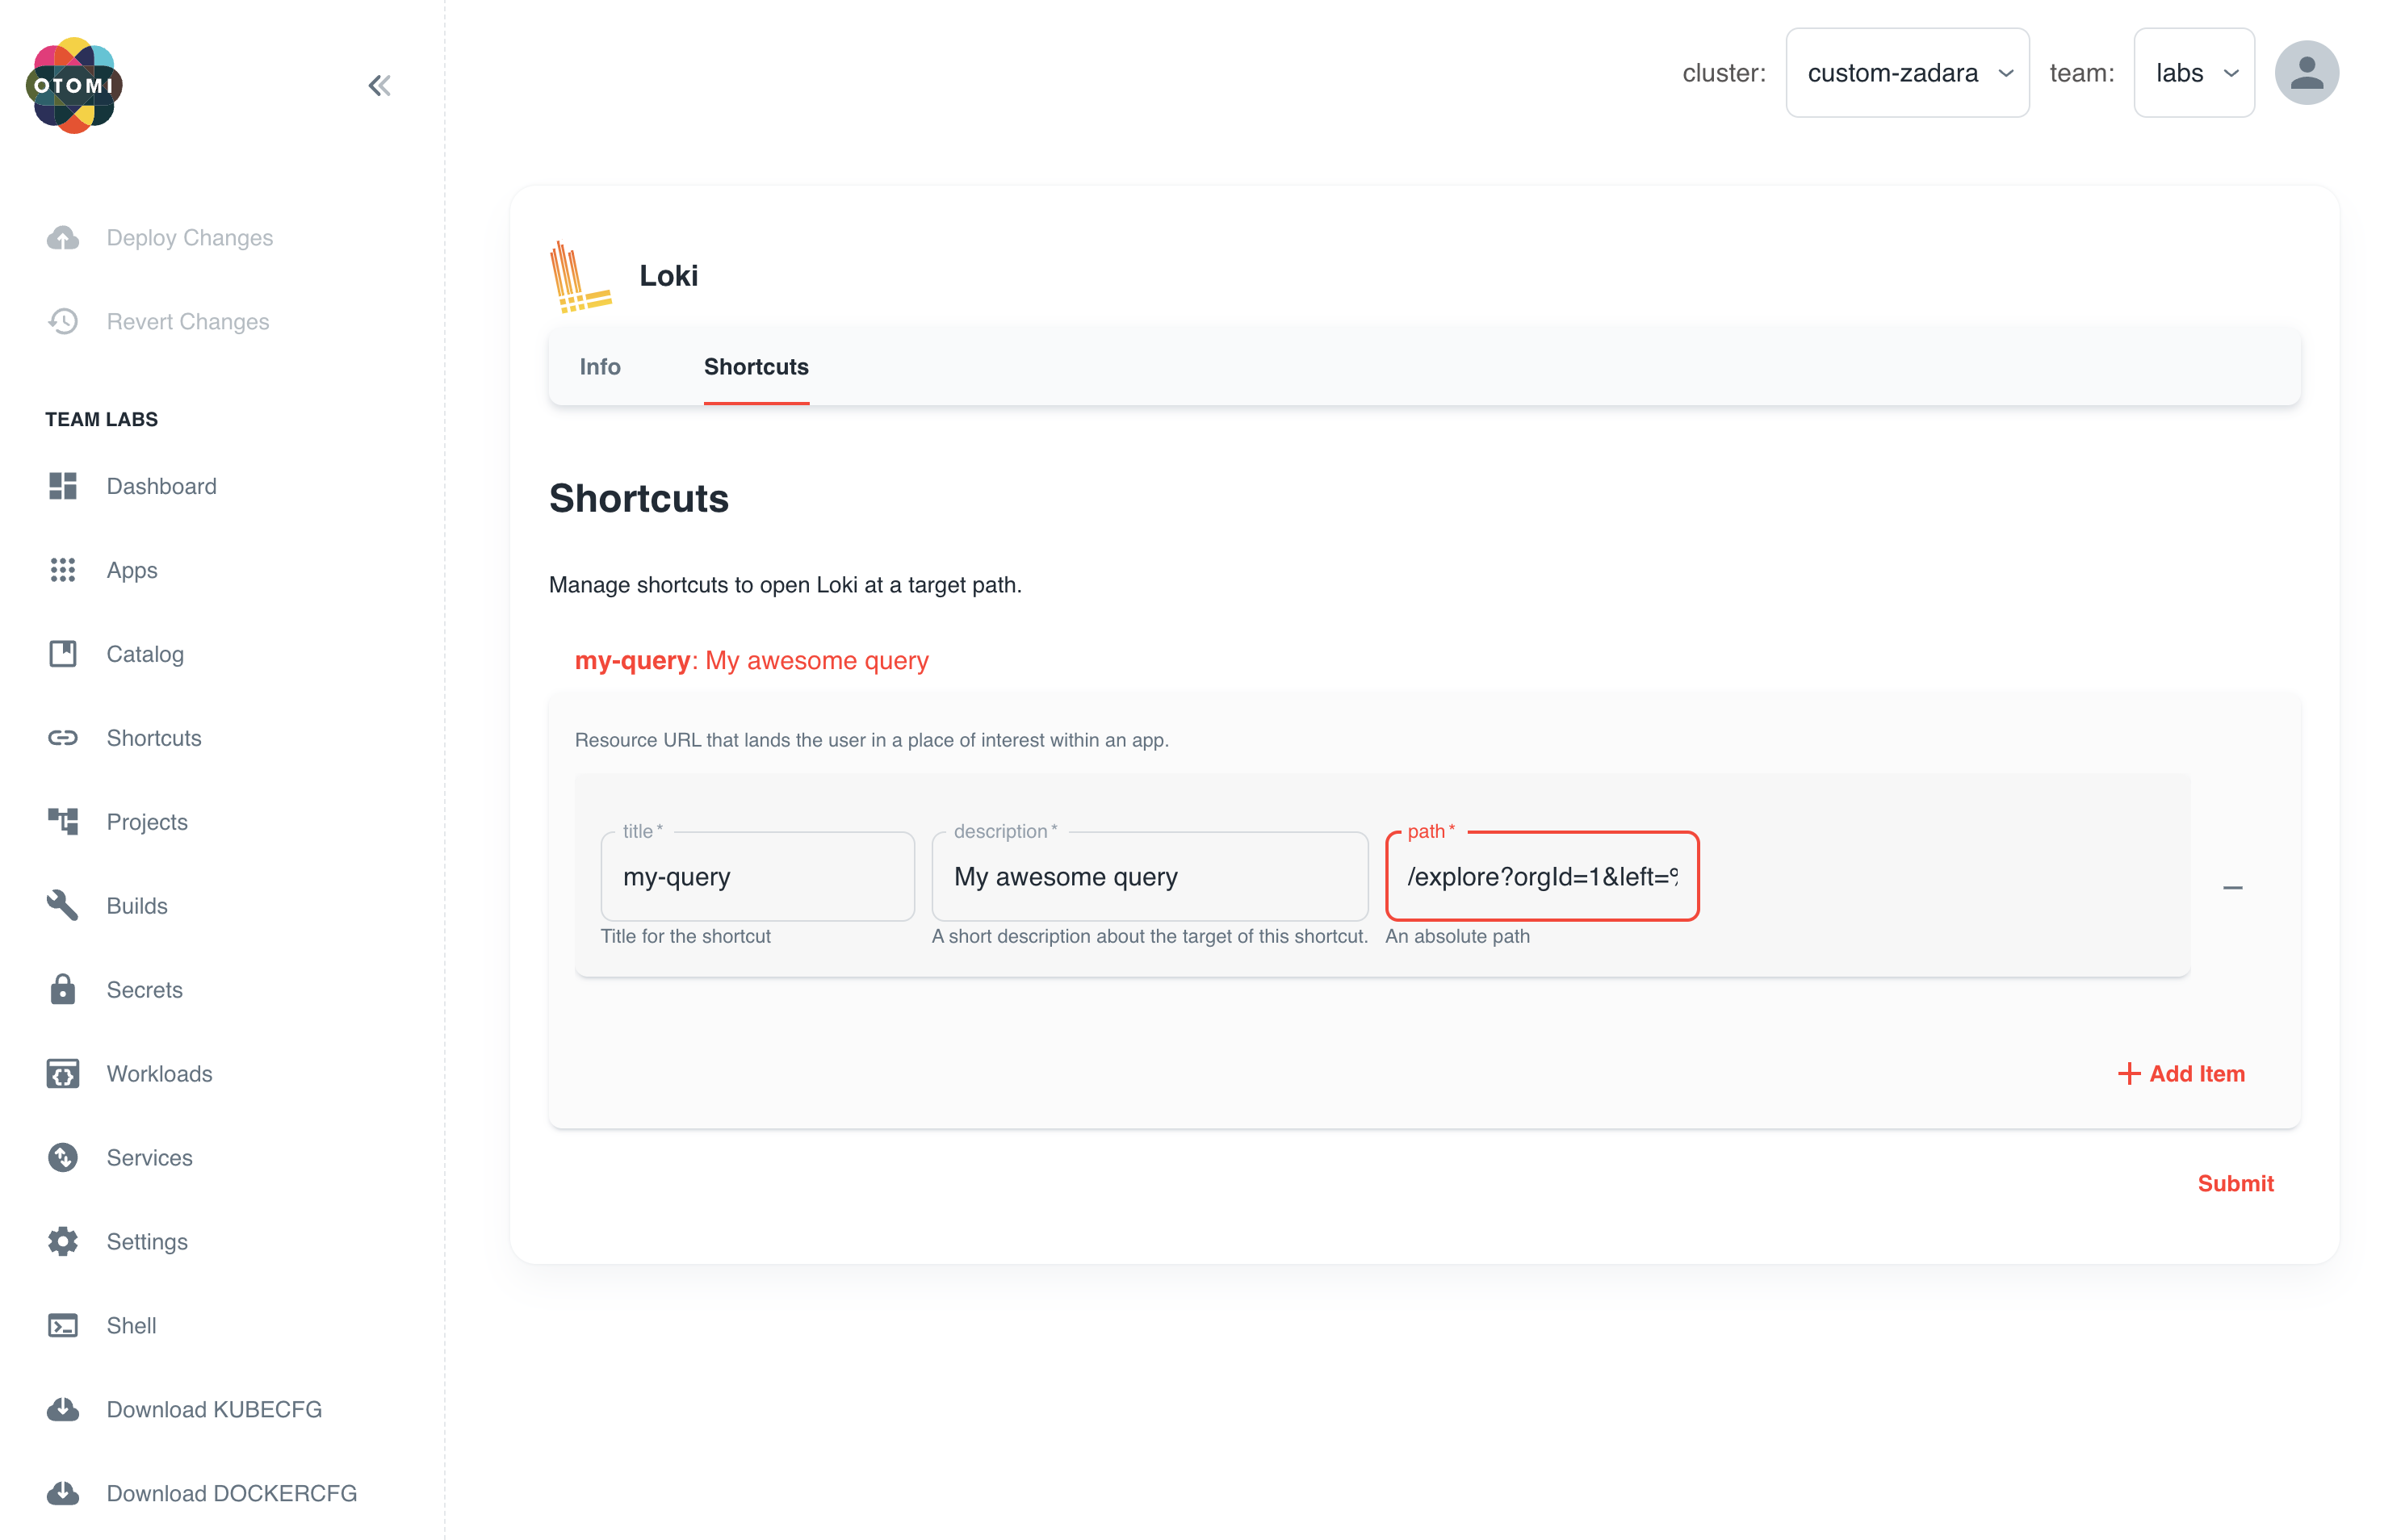 OTOMI
cluster: custom-zadara team: labs
Deploy Changes
Revert Changes
TEAM LABS
Dashboard
Apps
Catalog
Shortcuts
Projects
Builds
Secrets
Workloads
Services
Settings
Shell
Download KUBECFG
Download DOCKERCFG
Loki
Info Shortcuts
Shortcuts
Manage shortcuts to open Loki at a target path.
my-query: My awesome query
Resource URL that lands the user in a place of interest within an app.
title * description * path *
my-query My awesome query /explore?orgId=1&left=
Title for the shortcut A short description about the target of this shortcut. An absolute path
Add Item
Submit